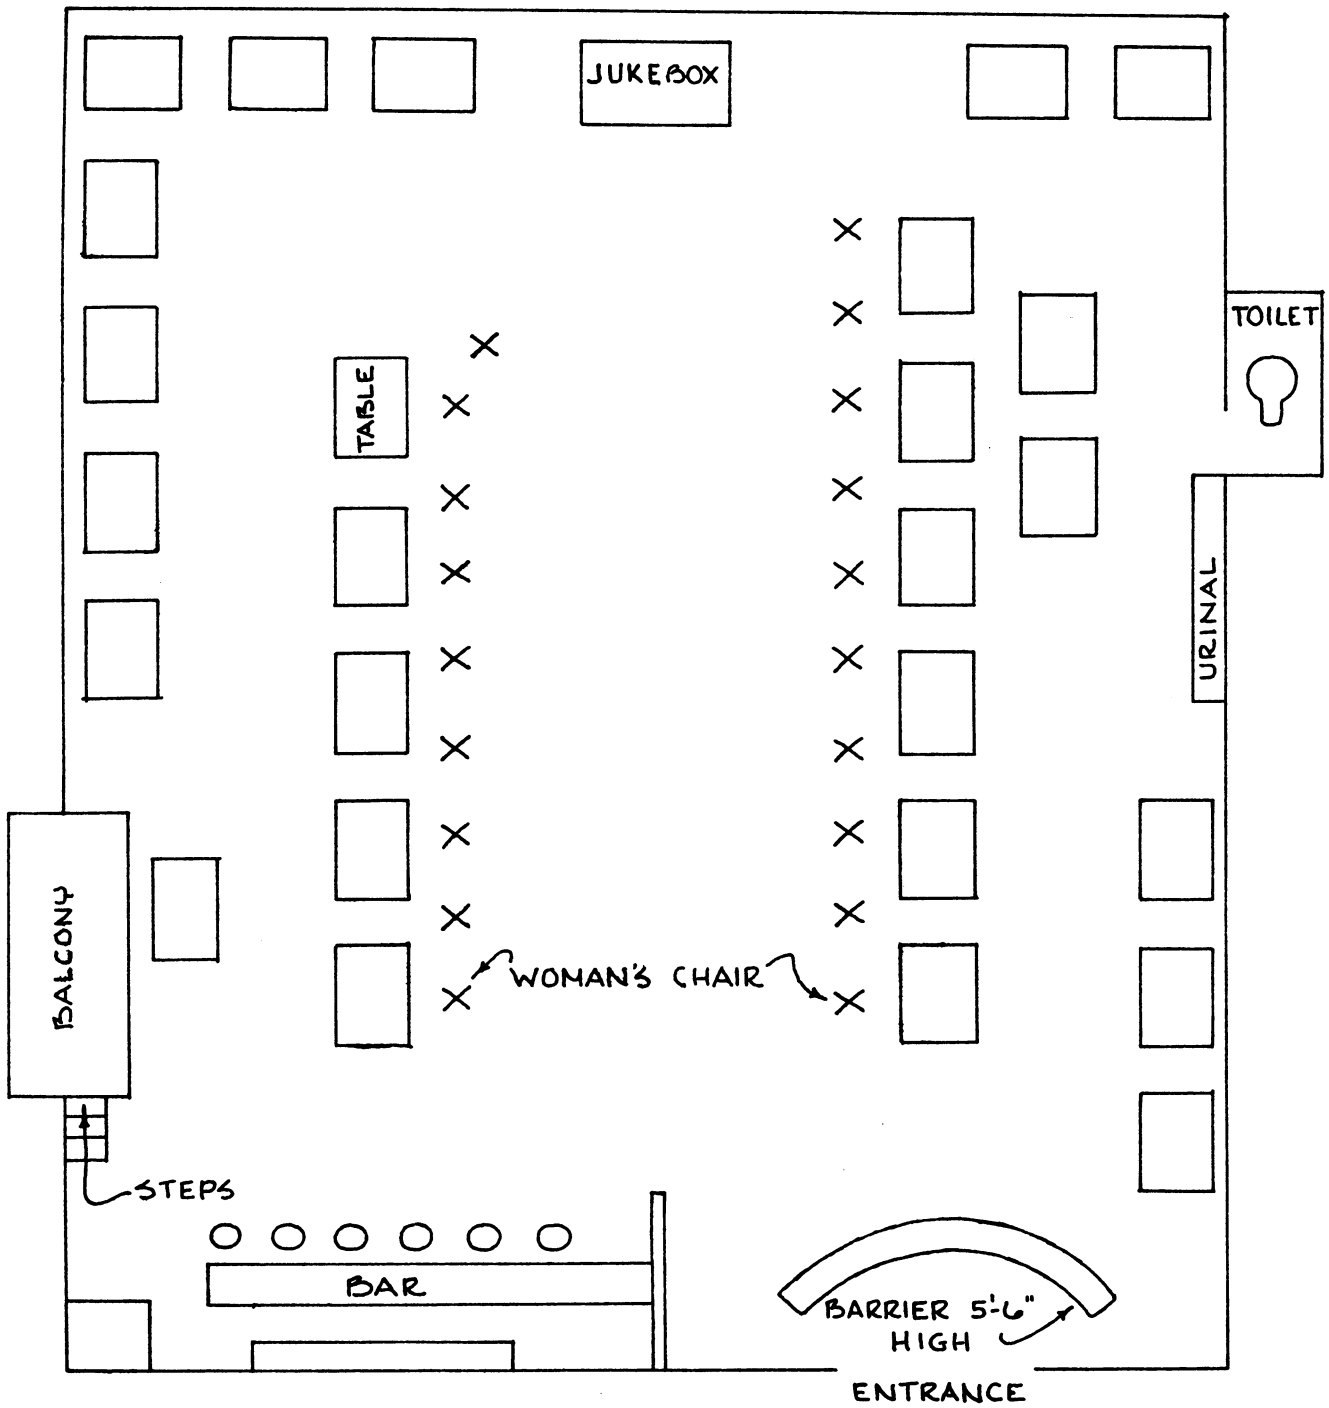 JUKEBOX
TOILET
TABLE
URINAL
WOMAN'S CHAIR
BALCONY
STEPS
BAR
BARRIER 5'-6"
HIGH
ENTRANCE